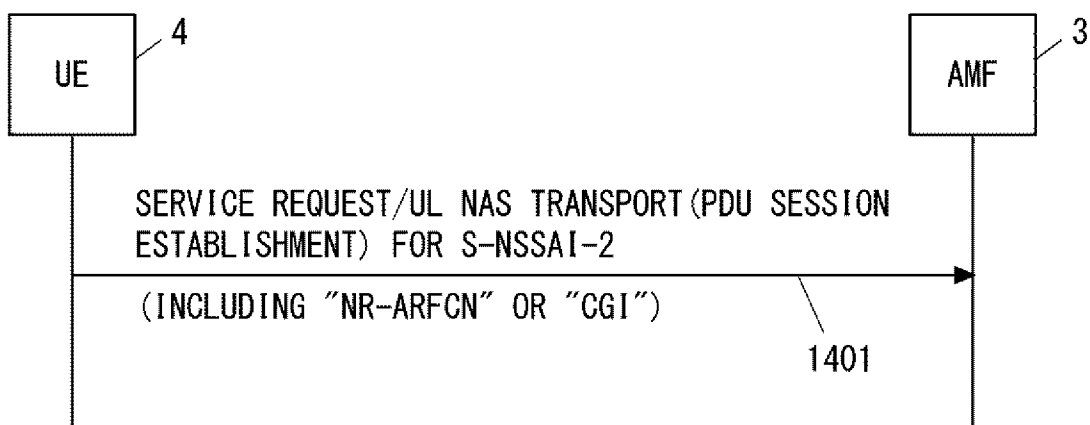 UE
4
AMF
3
SERVICE REQUEST/UL NAS TRANSPORT(PDU SESSION
ESTABLISHMENT) FOR S-NSSAI-2
(INCLUDING "NR-ARFCN" OR "CGI")
1401